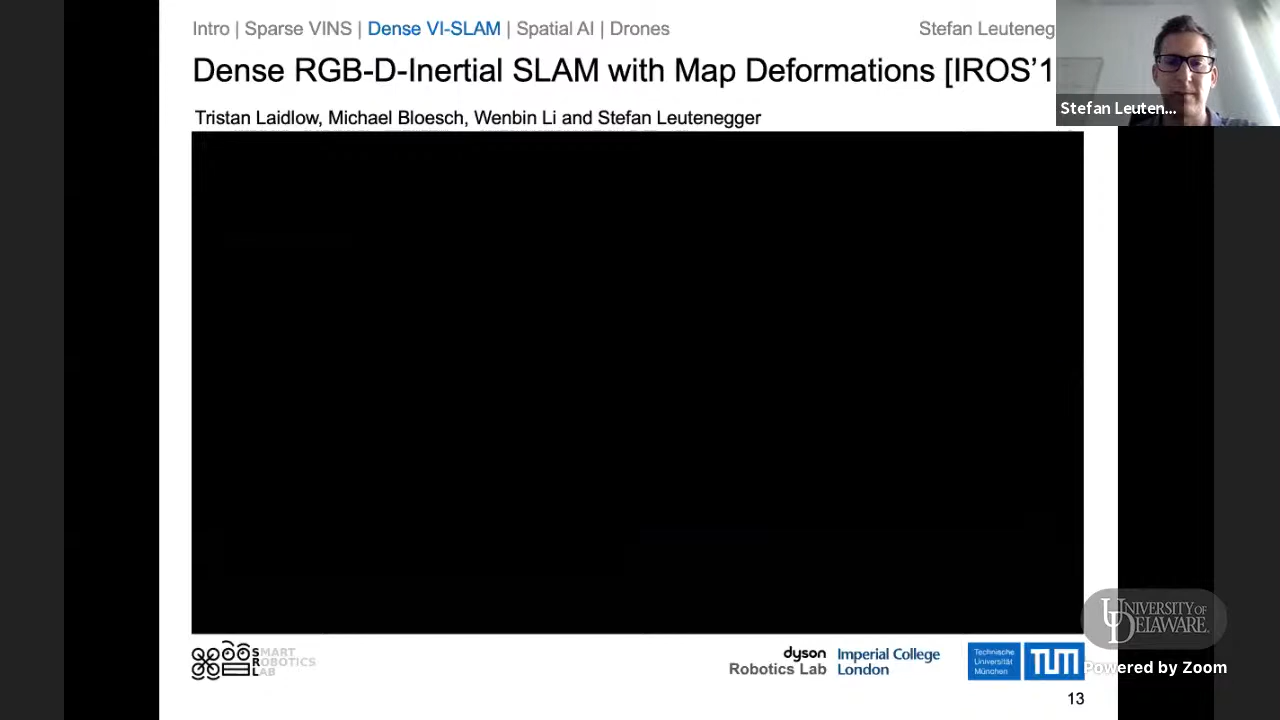 Intro | Sparse VINS | Dense VI-SLAM | Spatial AI | Drones
Stefan Leuteneg
Dense RGB-D-Inertial SLAM with Map Deformations [IROS'1
Stefan Leuten...
Tristan Laidlow, Michael Bloesch, Wenbin Li and Stefan Leutenegger
UNIVERSITY OF
DELAWARE
SMART
ROBOTICS
LAB
dyson
Robotics Lab
Imperial College
London
Technische
Universität
München
TUM
Powered by Zoom
13